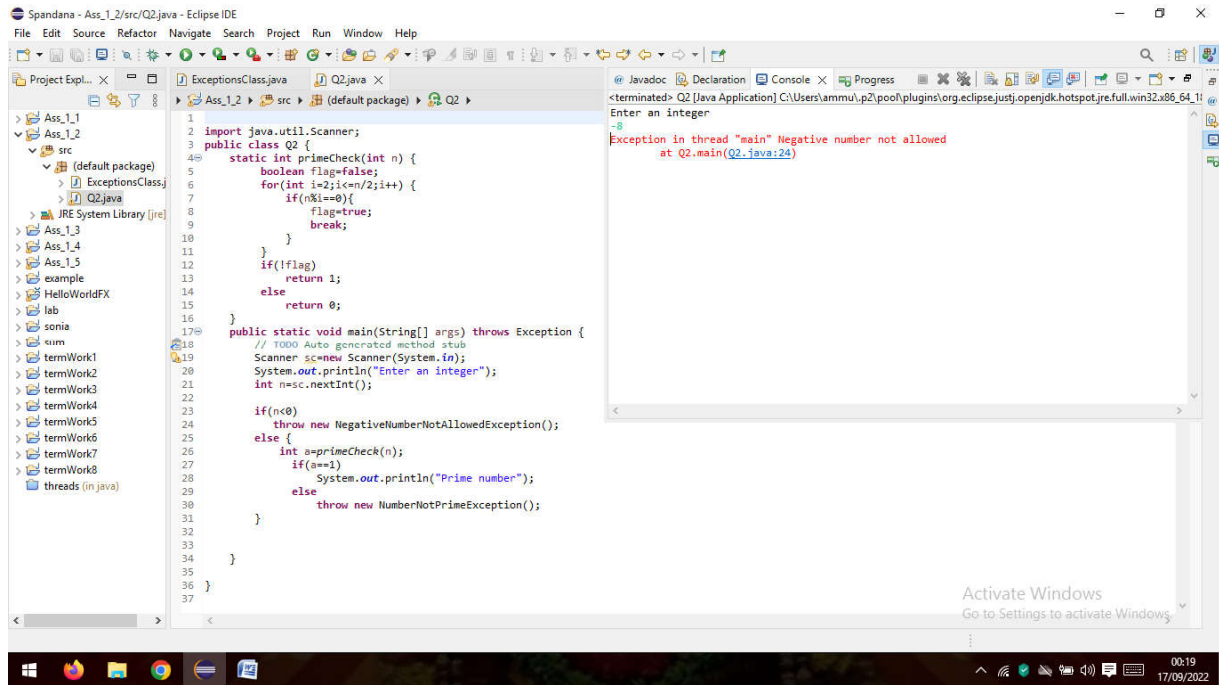 Spandana - Ass_1_2/src/Q2.java - Eclipse IDE
File Edit Source Refactor Navigate Search Project Run Window Help
Project Expl...
Ass_1_1
Ass_1_2
src
(default package)
ExceptionsClass.j
Q2.java
JRE System Library [jre]
Ass_1_3
Ass_1_4
Ass_1_5
example
HelloWorldFX
lab
sonia
sum
termWork1
termWork2
termWork3
termWork4
termWork5
termWork6
termWork7
termWork8
threads (in java)
ExceptionsClass.java Q2.java
Ass_1_2 src (default package) Q2
1
2 import java.util.Scanner;
3 public class Q2 {
4 static int primeCheck(int n) {
5 boolean flag=false;
6 for(int i=2;i<=n/2;i++) {
7 if(n%i==0){
8 flag=true;
9 break;
10 }
11 }
12 if(!flag)
13 return 1;
14 else
15 return 0;
16 }
17 public static void main(String[] args) throws Exception {
18 // TODO Auto-generated method stub
19 Scanner sc=new Scanner(System.in);
20 System.out.println("Enter an integer");
21 int n=sc.nextInt();
22
23 if(n<0)
24 throw new NegativeNumberNotAllowedException();
25 else {
26 int a=primeCheck(n);
27 if(a==1)
28 System.out.println("Prime number");
29 else
30 throw new NumberNotPrimeException();
31 }
32
33
34 }
35
36 }
37
Javadoc Declaration Console Progress
<terminated> Q2 [Java Application] C:\Users\ammu\.p2\pool\plugins\org.eclipse.justj.openjdk.hotspot.jre.full.win32.x86_64_1
Enter an integer
-8
Exception in thread "main" Negative number not allowed
at Q2.main(Q2.java:24)
Activate Windows
Go to Settings to activate Windows.
00:19
17/09/2022